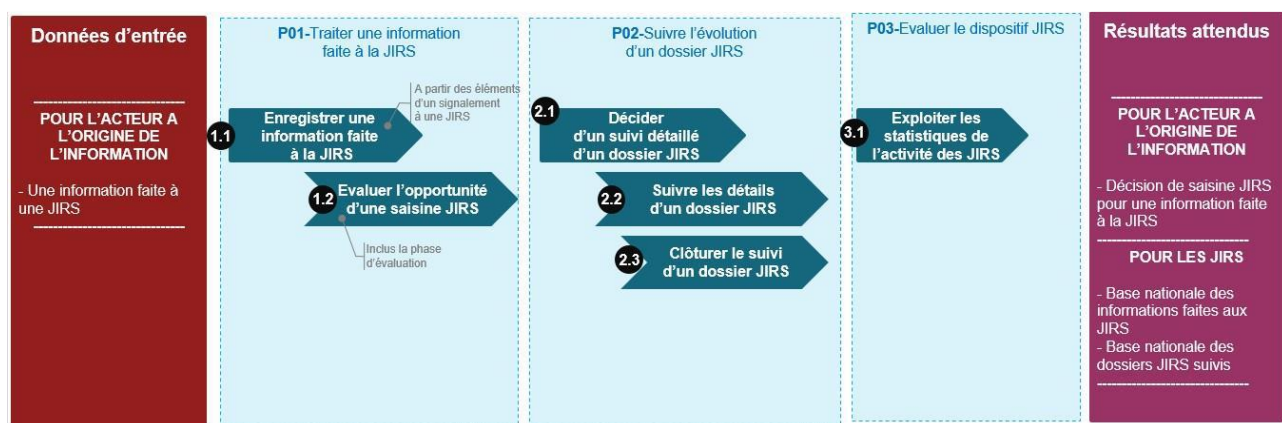 Données d'entrée
POUR L'ACTEUR A
L'ORIGINE DE
L'INFORMATION
- Une information faite à
une JIRS
P01-Traiter une information
faite à la JIRS
A partir des éléments
d'un signalement
à une JIRS
1.1
Enregistrer une
information faite
à la JIRS
1.2
Evaluer l'opportunité
d'une saisine JIRS
Inclus la phase
d'évaluation
P02-Suivre l'évolution
d'un dossier JIRS
2.1
Décider
d'un suivi détaillé
d'un dossier JIRS
2.2
Suivre les détails
d'un dossier JIRS
2.3
Clôturer le suivi
d'un dossier JIRS
P03-Evaluer le dispositif JIRS
3.1
Exploiter les
statistiques de
l'activité des JIRS
Résultats attendus
POUR L'ACTEUR A
L'ORIGINE DE
L'INFORMATION
- Décision de saisine JIRS
pour une information faite
à la JIRS
POUR LES JIRS
- Base nationale des
informations faites aux
JIRS
- Base nationale des
dossiers JIRS suivis